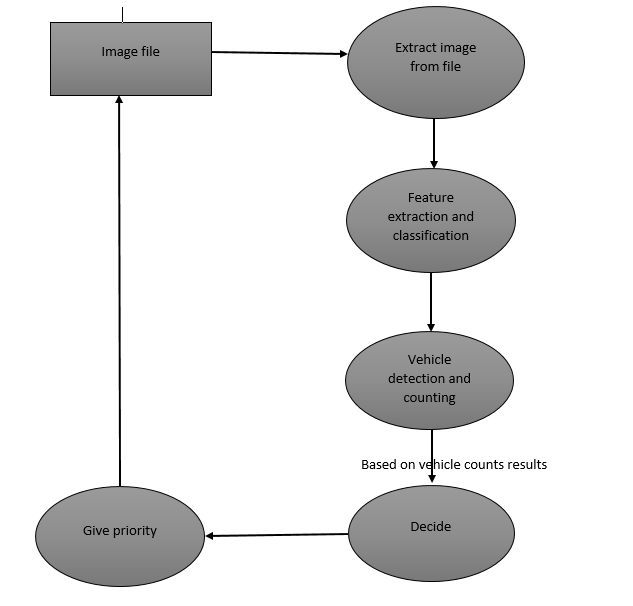 Image file
Extract image
from file
Feature
extraction and
classification
Vehicle
detection and
counting
Based on vehicle counts results
Decide
Give priority